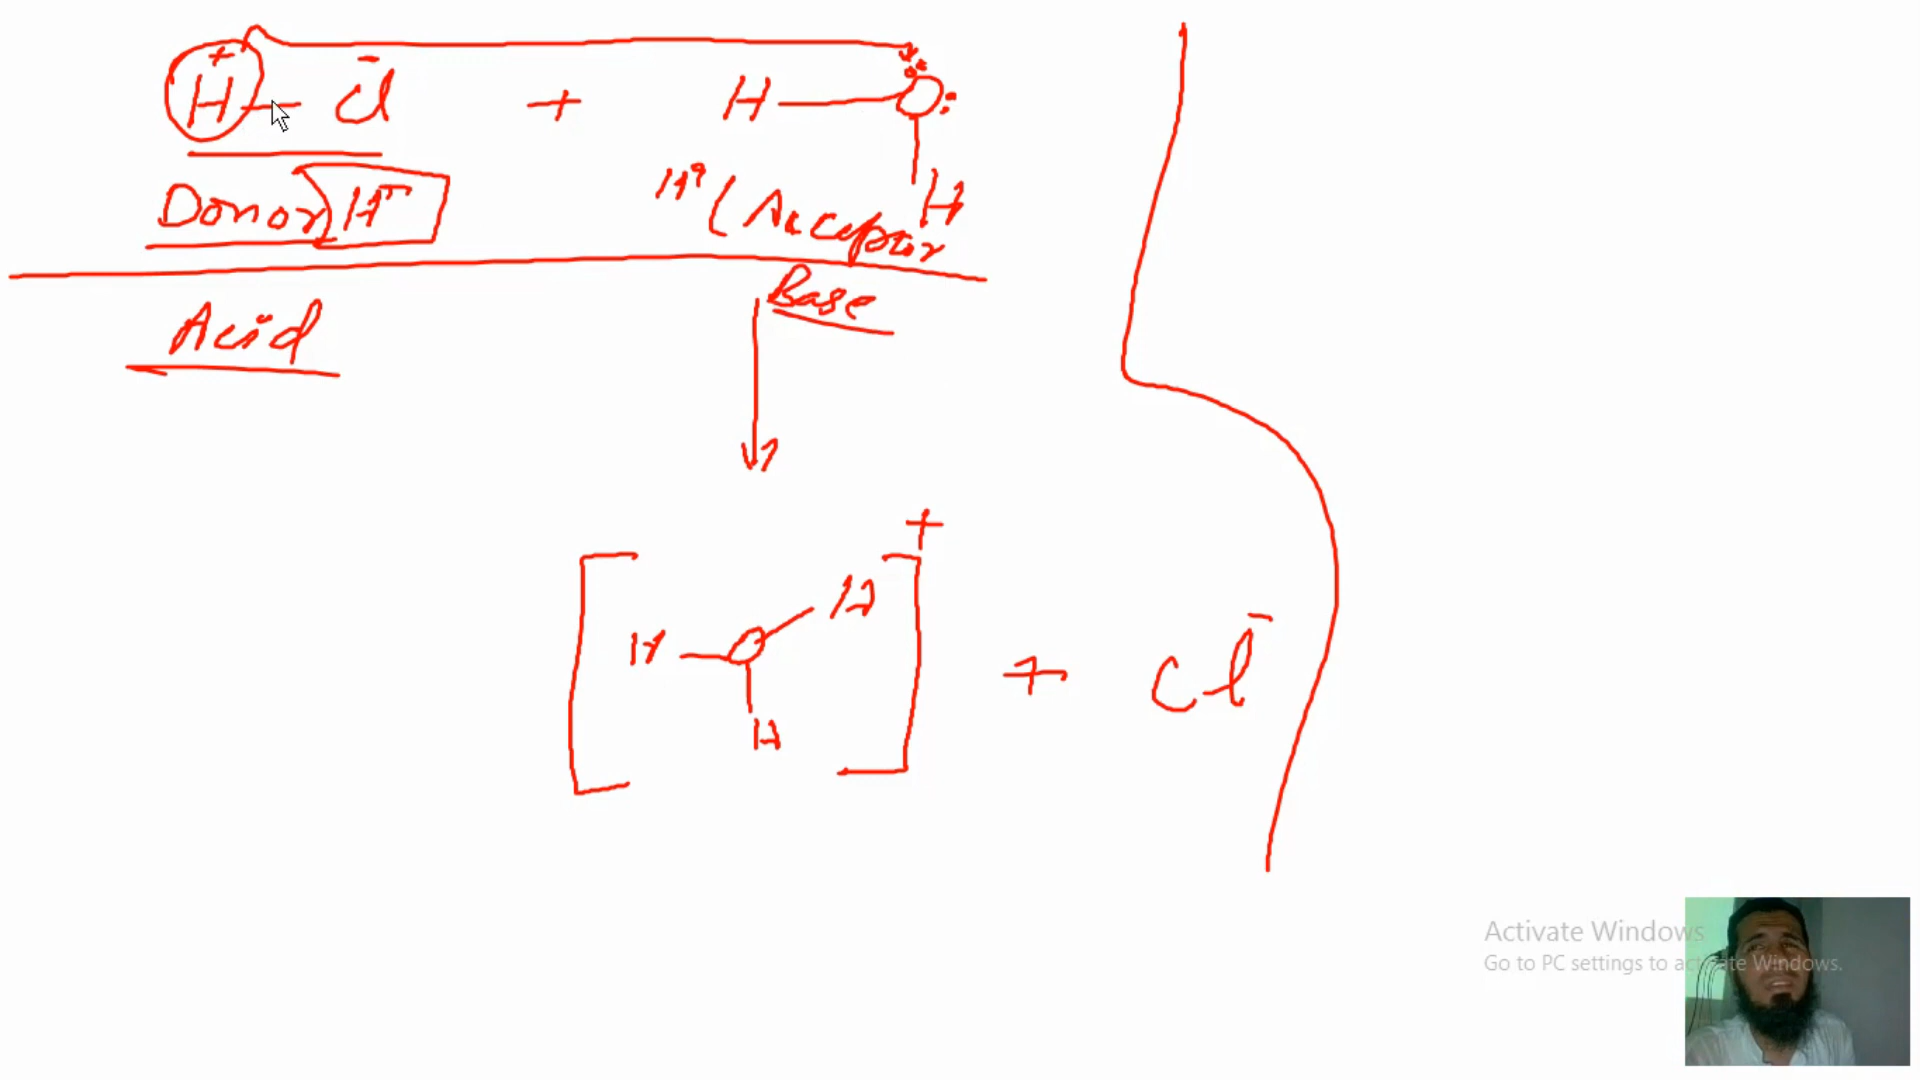 H⁺ — Cl⁻ + H — O:
H
Donor H⁺
H⁺ (Acceptor
Base
Acid
+
H
H — O
H
+ Cl⁻
Activate Windows
Go to PC settings to activate Windows.